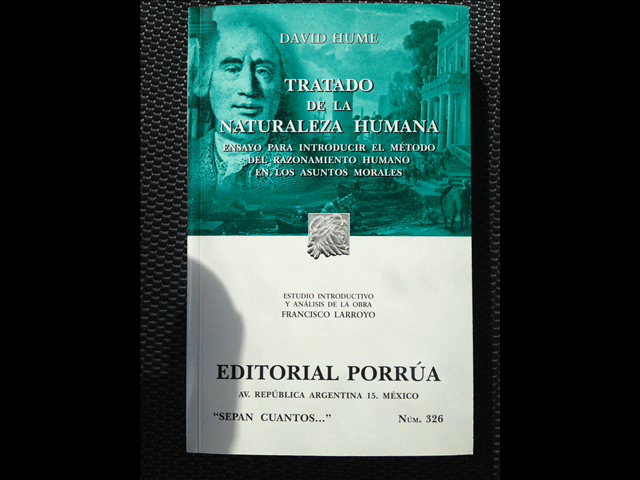 DAVID HUME
TRATADO
DE LA
NATURALEZA HUMANA
ENSAYO PARA INTRODUCIR EL MÉTODO
DEL RAZONAMIENTO HUMANO
EN LOS ASUNTOS MORALES
ESTUDIO INTRODUCTIVO
Y ANÁLISIS DE LA OBRA
FRANCISCO LARROYO
EDITORIAL PORRÚA
AV. REPÚBLICA ARGENTINA 15. MÉXICO
“SEPAN CUANTOS...” NÚM. 326